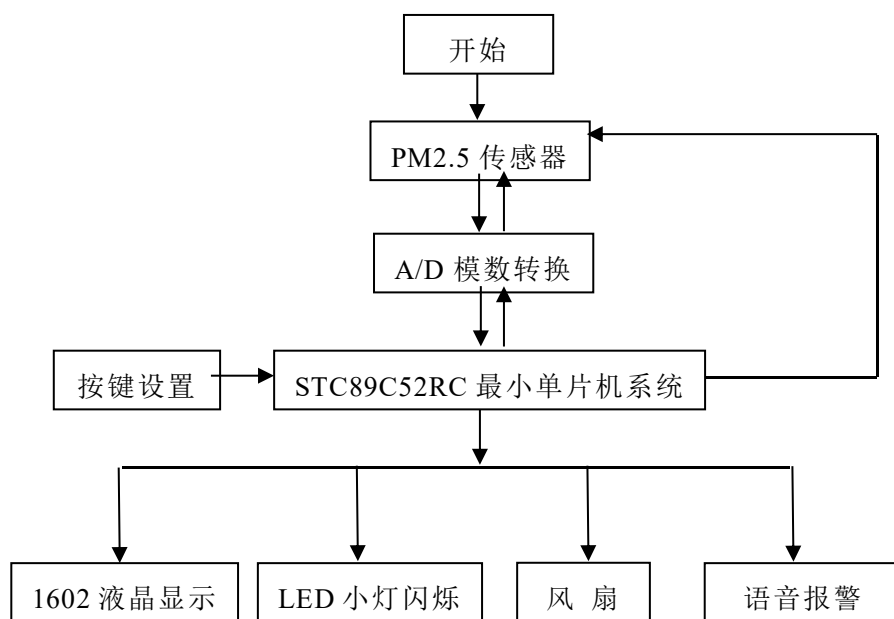 开始
PM2.5 传感器
A/D 模数转换
按键设置
STC89C52RC 最小单片机系统
1602 液晶显示
LED 小灯闪烁
风 扇
语音报警